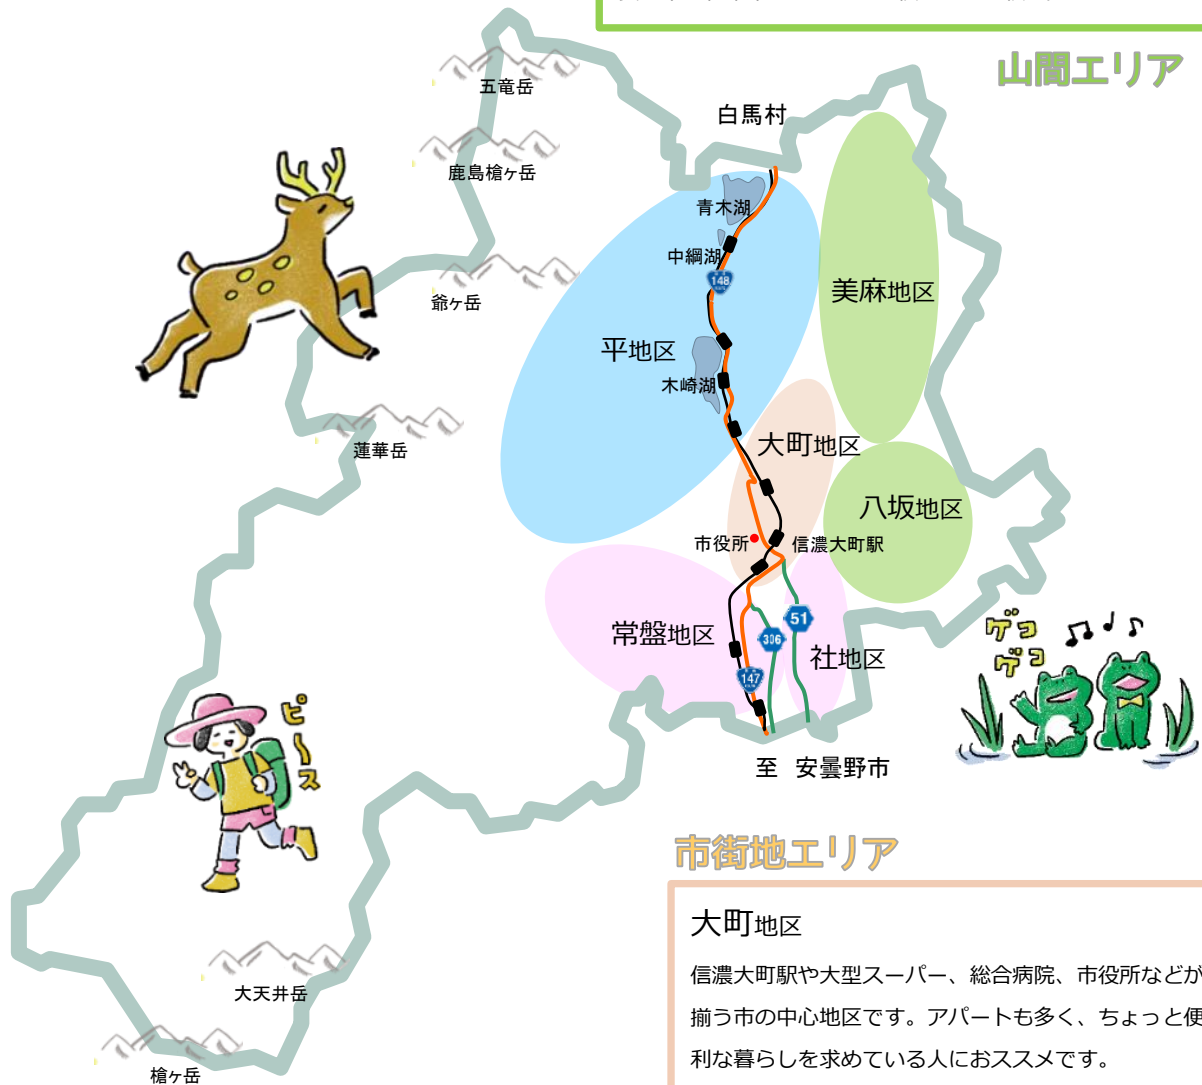 山間エリア
五竜岳
白馬村
鹿島槍ヶ岳
青木湖
中綱湖
148
爺ヶ岳
美麻地区
平地区
木崎湖
蓮華岳
大町地区
八坂地区
市役所
信濃大町駅
常盤地区
51
306
社地区
147
ゲコ
ゲコ
ピース
至 安曇野市
市街地エリア
大町地区
信濃大町駅や大型スーパー、総合病院、市役所などが
揃う市の中心地区です。アパートも多く、ちょっと便
利な暮らしを求めている人におススメです。
大天井岳
槍ヶ岳